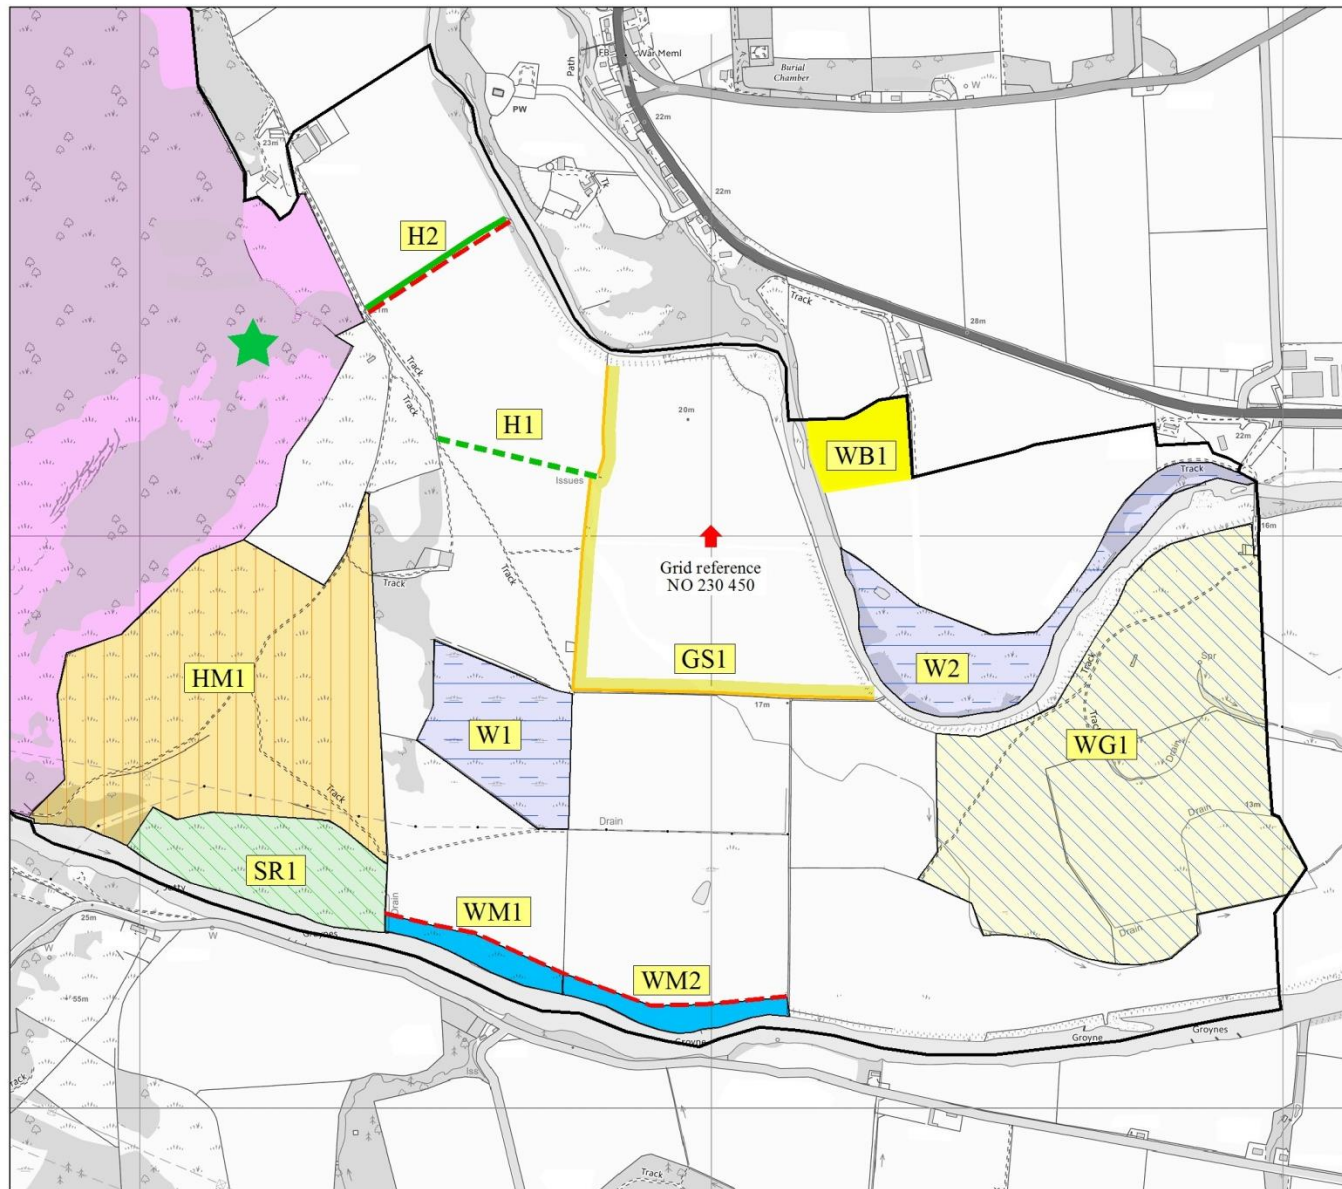 FB
War Meml
Path
Burial
Chamber
W
PW
22m
23m
Tk
22m
H2
Track
28m
Track
20m
H1
Issues
WB1
22m
Track
16m
Track
Grid reference
NO 230 450
Track
GS1
W2
Spr
HM1
Track
17m
W1
Track
WG1
Drain
Track
Drain
13m
Drain
SR1
Jetty
Drain
WM1
25m
W
Groynes
Drain
W
WM2
55m
Groyne
Groyne
Groynes
Track
Iss
Track